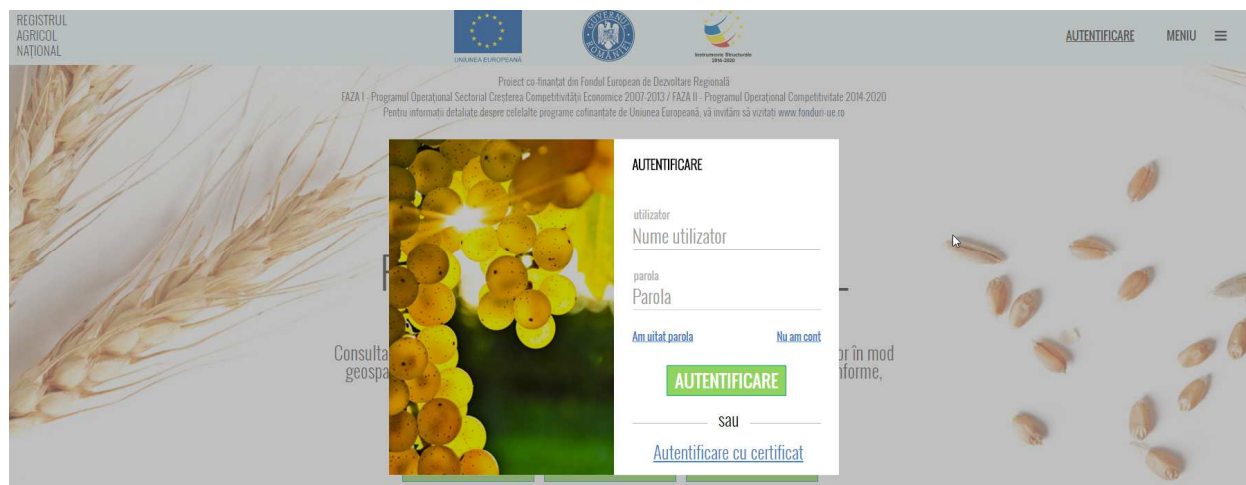 REGISTRUL
AGRICOL
NAȚIONAL
UNIUNEA EUROPEANĂ
GUVERNUL ROMÂNIEI
Instrumente Structurale
2014-2020
AUTENTIFICARE
MENIU
Proiect co-finanțat din Fondul European de Dezvoltare Regională
FAZA I - Programul Operațional Sectorial Creșterea Competitivității Economice 2007-2013 / FAZA II - Programul Operațional Competitivitate 2014-2020
Pentru informații detaliate despre celelalte programe cofinanțate de Uniunea Europeană, vă invităm să vizitați www.fonduri-ue.ro
AUTENTIFICARE
utilizator
Nume utilizator
parola
Parola
Am uitat parola
Nu am cont
AUTENTIFICARE
sau
Autentificare cu certificat
Consulta
or în mod
geospa
nforme,